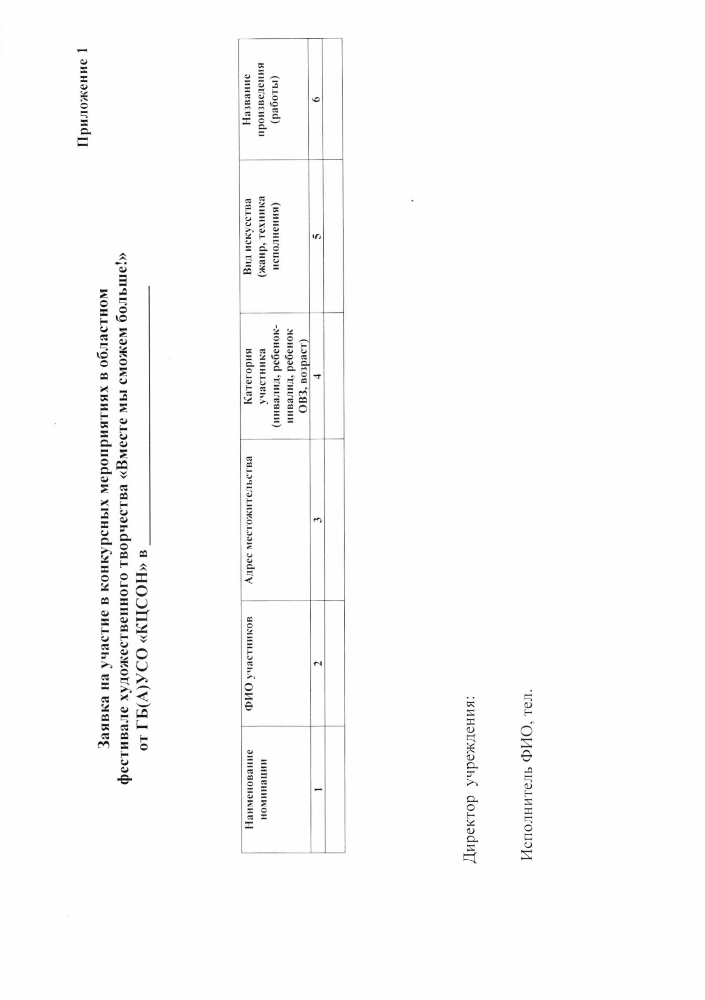 Приложение 1
Заявка на участие в конкурсных мероприятиях в областном
фестивале художественного творчества «Вместе мы сможем больше!»
от ГБ(А)УСО «КЦСОН» в
Наименование
номинации
ФИО участников
Адрес местожительства
Категория
участника
(инвалид, ребенок-
инвалид, ребенок
ОВЗ, возраст)
Вид искусства
(жанр, техника
исполнения)
Название
произведения
(работы)
1
2
3
4
5
6
Директор учреждения:
Исполнитель ФИО, тел.